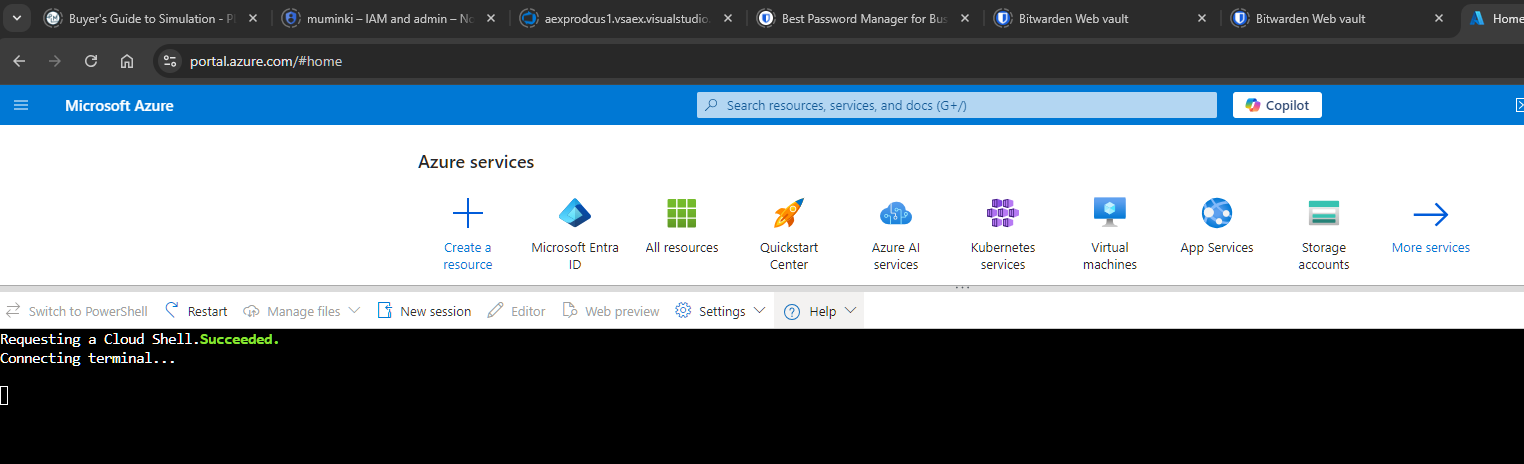 Buyer's Guide to Simulation - Pl
muminki – IAM and admin – No
aexprodcus1.vsaex.visualstudio.
Best Password Manager for Bus
Bitwarden Web vault
Bitwarden Web vault
Home
portal.azure.com/#home
Microsoft Azure
Search resources, services, and docs (G+/)
Copilot
Azure services
Create a
resource
Microsoft Entra
ID
All resources
Quickstart
Center
Azure AI
services
Kubernetes
services
Virtual
machines
App Services
Storage
accounts
More services
Switch to PowerShell
Restart
Manage files
New session
Editor
Web preview
Settings
Help
Requesting a Cloud Shell.Succeeded.
Connecting terminal...